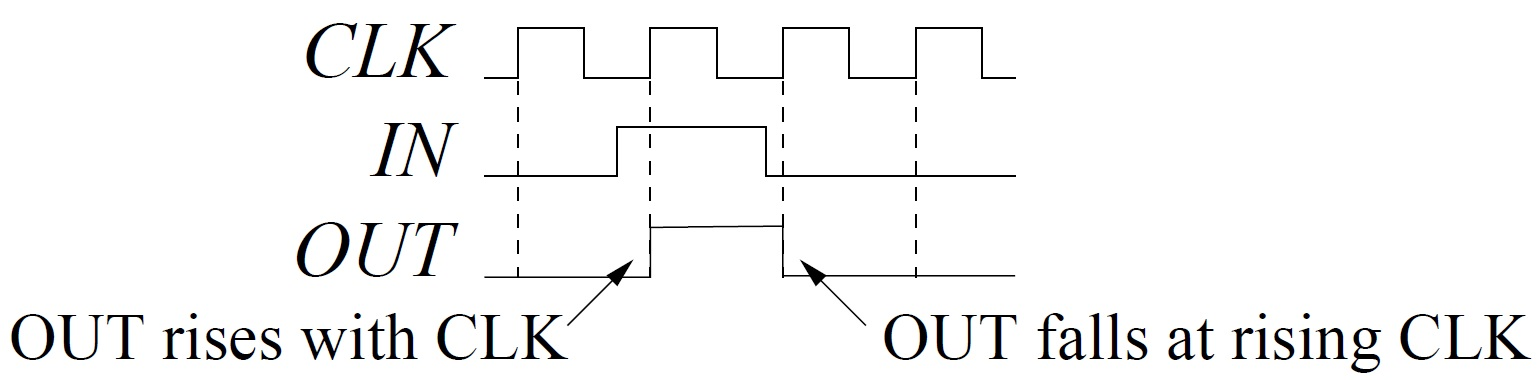 CLK
IN
OUT
OUT rises with CLK
OUT falls at rising CLK